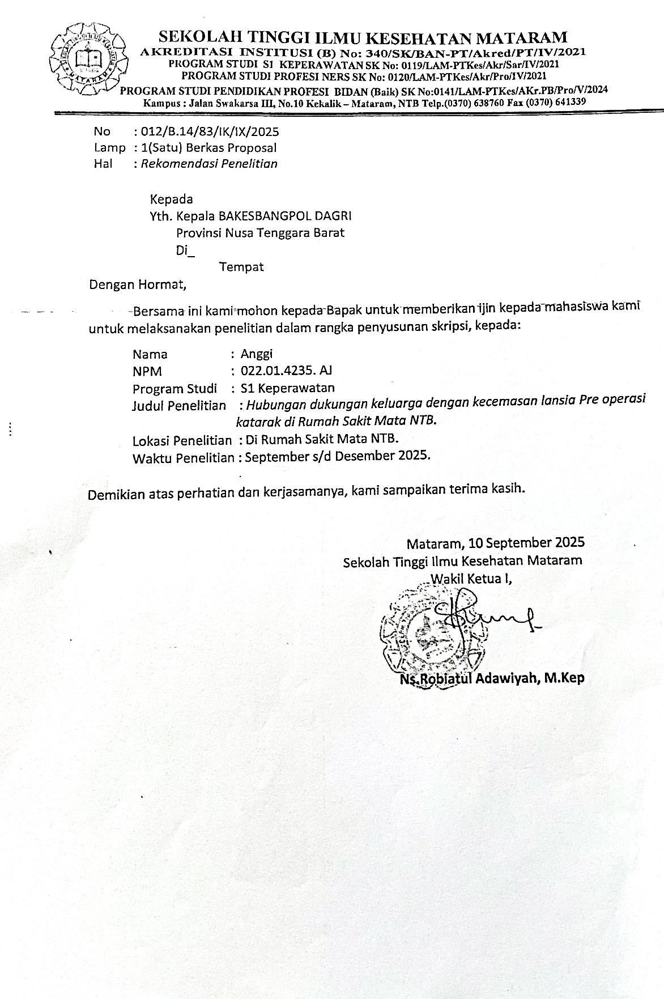 SEKOLAH TINGGI ILMU KESEHATAN MATARAM
AKREDITASI INSTITUSI (B) No: 340/SK/BAN-PT/Akred/PT/IV/2021
PROGRAM STUDI S1 KEPERAWATAN SK No: 0119/LAM-PTKes/Akr/Sar/IV/2021
PROGRAM STUDI PROFESI NERS SK No: 0120/LAM-PTKes/Akr/Pro/IV/2021
PROGRAM STUDI PENDIDIKAN PROFESI BIDAN (Baik) SK No:0141/LAM-PTKes/AKr.PB/Pro/V/2024
Kampus : Jalan Swakarsa III, No.10 Kekalik – Mataram, NTB Telp.(0370) 638760 Fax (0370) 641339
No : 012/B.14/83/IK/IX/2025
Lamp : 1(Satu) Berkas Proposal
Hal : Rekomendasi Penelitian
Kepada
Yth. Kepala BAKESBANGPOL DAGRI
Provinsi Nusa Tenggara Barat
Di_
Tempat
Dengan Hormat,
Bersama ini kami mohon kepada Bapak untuk memberikan ijin kepada mahasiswa kami
untuk melaksanakan penelitian dalam rangka penyusunan skripsi, kepada:
Nama : Anggi
NPM : 022.01.4235. AJ
Program Studi : S1 Keperawatan
Judul Penelitian : Hubungan dukungan keluarga dengan kecemasan lansia Pre operasi
katarak di Rumah Sakit Mata NTB.
Lokasi Penelitian : Di Rumah Sakit Mata NTB.
Waktu Penelitian : September s/d Desember 2025.
Demikian atas perhatian dan kerjasamanya, kami sampaikan terima kasih.
Mataram, 10 September 2025
Sekolah Tinggi Ilmu Kesehatan Mataram
Wakil Ketua I,
Ns.Robiatul Adawiyah, M.Kep